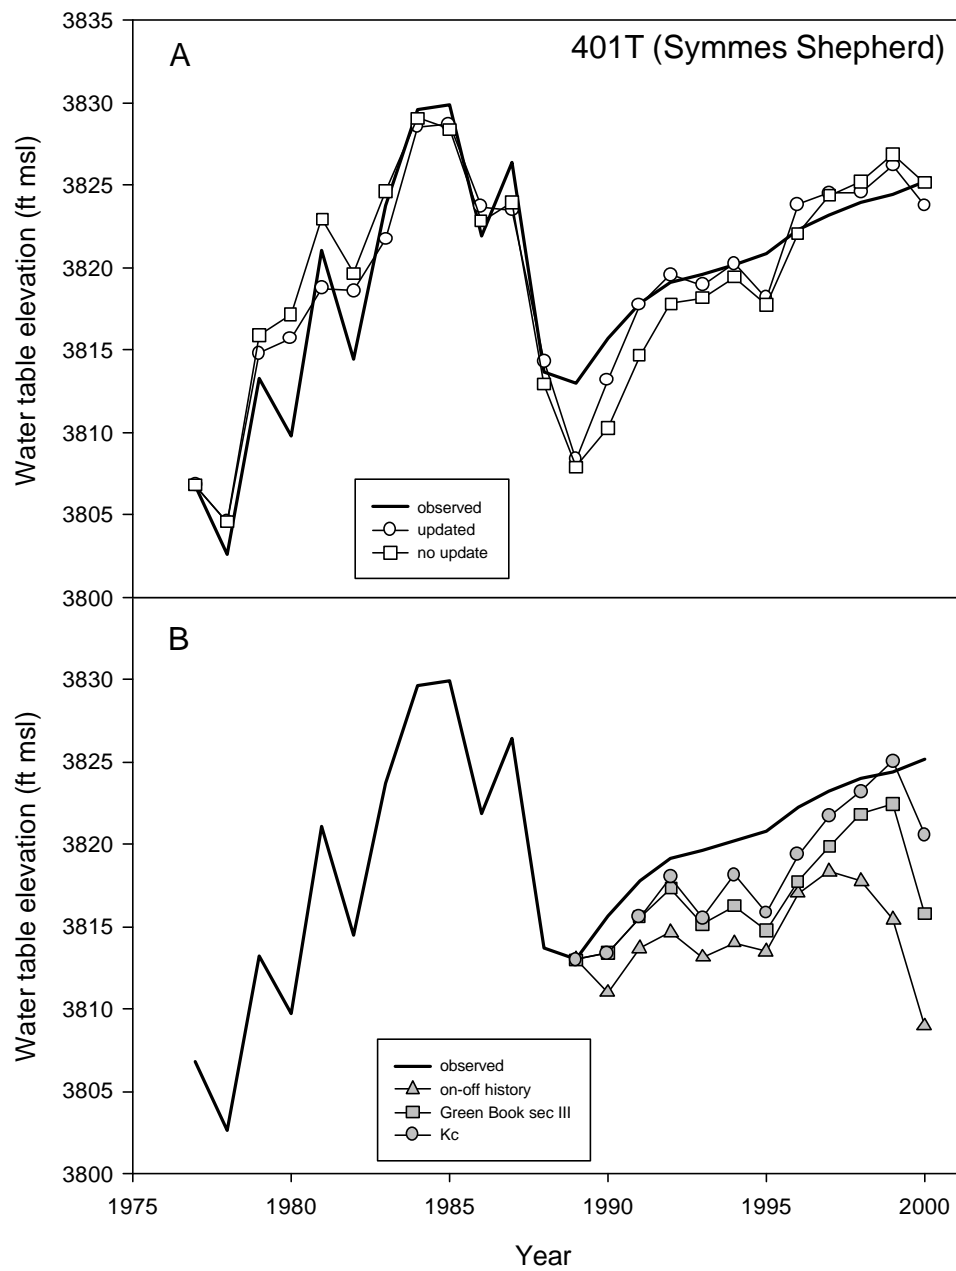 401T (Symmes Shepherd)
A
Water table elevation (ft msl)
3835
3830
3825
3820
3815
3810
3805
3800
observed
updated
no update
B
Water table elevation (ft msl)
3830
3825
3820
3815
3810
3805
3800
observed
on-off history
Green Book sec III
Kc
1975 1980 1985 1990 1995 2000
Year